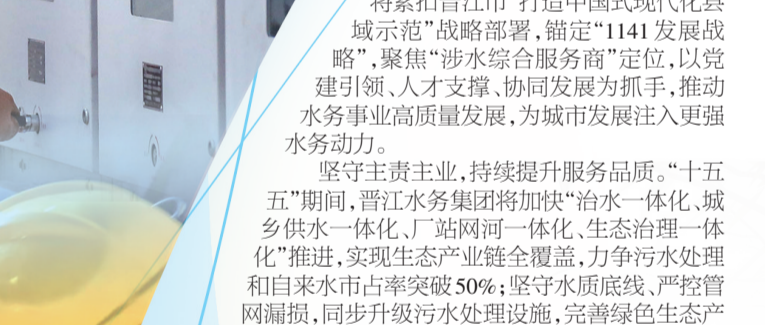 将紧扣晋江市“打造中国式现代化县
域示范”战略部署，锚定“1141发展战
略”，聚焦“涉水综合服务商”定位，以党
建引领、人才支撑、协同发展为抓手，推动
水务事业高质量发展，为城市发展注入更强
水务动力。
坚守主责主业，持续提升服务品质。“十五
五”期间，晋江水务集团将加快“治水一体化、城
乡供水一体化、厂站网河一体化、生态治理一体
化”推进，实现生态产业链全覆盖，力争污水处理
和自来水市占率突破50%；坚守水质底线、严控管
网漏损，同步升级污水处理设施，完善绿色生态产